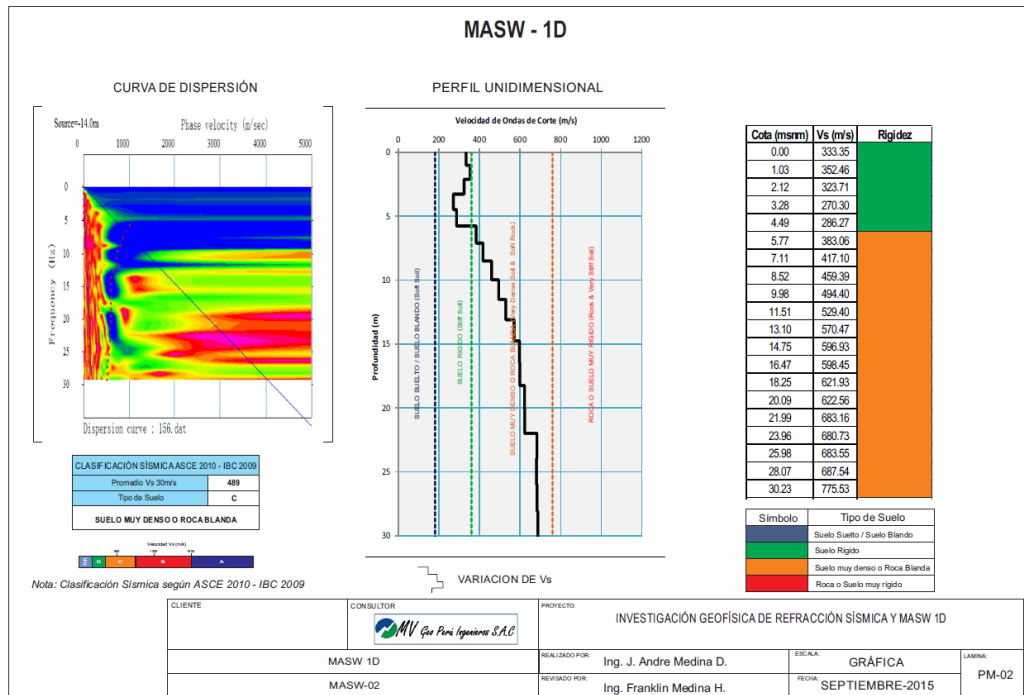 MASW - 1D
CURVA DE DISPERSIÓN
Source=-14.0m
Phase velocity (m/sec)
0 1000 2000 3000 4000 5000
0
5
10
15
20
25
30
Frequency (Hz)
Dispersion curve : 156.dat
CLASIFICACIÓN SÍSMICA ASCE 2010 - IBC 2009
Promedio Vs 30m/s 489
Tipo de Suelo C
SUELO MUY DENSO O ROCA BLANDA
Velocidad Vs (m/s)
D C B A
Nota: Clasificación Sísmica según ASCE 2010 - IBC 2009
PERFIL UNIDIMENSIONAL
Velocidad de Ondas de Corte (m/s)
0 200 400 600 800 1000 1200
0
5
10
15
20
25
30
Profundidad (m)
SUELO SUELTO / SUELO BLANDO (Soft Soil)
SUELO RIGIDO (Stiff Soil)
SUELO MUY DENSO O ROCA BLANDA (Very Dense Soil & Soft Rock)
ROCA O SUELO MUY RIGIDO (Rock & Very Stiff Soil)
VARIACION DE Vs
Cota (msnm) Vs (m/s) Rigidez
0.00 333.35
1.03 352.46
2.12 323.71
3.28 270.30
4.49 286.27
5.77 383.06
7.11 417.10
8.52 459.39
9.98 494.40
11.51 529.40
13.10 570.47
14.75 596.93
16.47 598.45
18.25 621.93
20.09 622.56
21.99 683.16
23.96 680.73
25.98 683.55
28.07 687.54
30.23 775.53
Símbolo Tipo de Suelo
Suelo Suelto / Suelo Blando
Suelo Rigido
Suelo muy denso o Roca Blanda
Roca o Suelo muy rigido
CLIENTE
CONSULTOR
MV Geo Perú Ingenieros S.A.C
PROYECTO:
INVESTIGACIÓN GEOFÍSICA DE REFRACCIÓN SÍSMICA Y MASW 1D
MASW 1D
MASW-02
REALIZADO POR: Ing. J. Andre Medina D.
REVISADO POR: Ing. Franklin Medina H.
ESCALA: GRÁFICA
FECHA: SEPTIEMBRE-2015
LAMINA:
PM-02